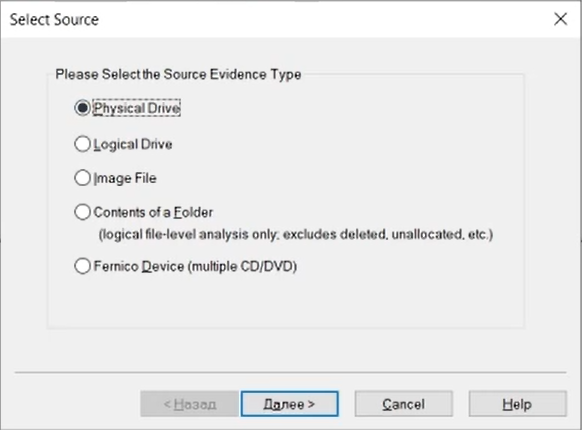 Select Source
Please Select the Source Evidence Type
Physical Drive
Logical Drive
Image File
Contents of a Folder
(logical file-level analysis only; excludes deleted, unallocated, etc.)
Fernico Device (multiple CD/DVD)
< Назад
Далее >
Cancel
Help